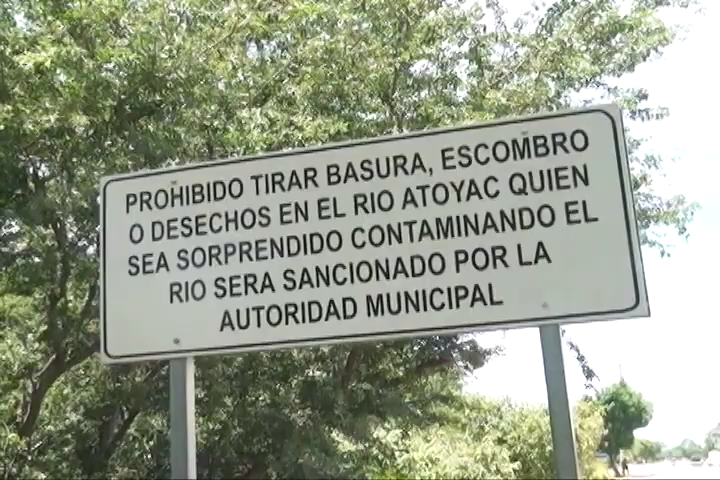 PROHIBIDO TIRAR BASURA, ESCOMBRO
O DESECHOS EN EL RIO ATOYAC QUIEN
SEA SORPRENDIDO CONTAMINANDO EL
RIO SERA SANCIONADO POR LA
AUTORIDAD MUNICIPAL